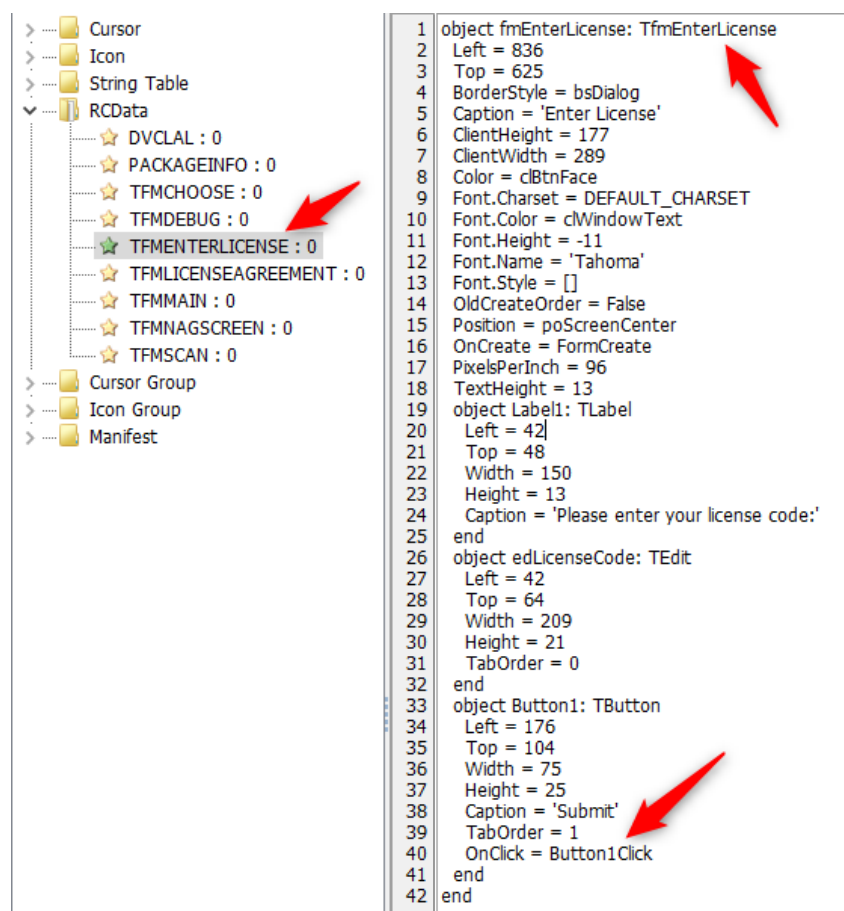 Cursor
Icon
String Table
RCData
DVCLAL : 0
PACKAGEINFO : 0
TFMCHOOSE : 0
TFMDEBUG : 0
TFMENTERLICENSE : 0
TFMLICENSEAGREEMENT : 0
TFMMAIN : 0
TFMNAGSCREEN : 0
TFMSCAN : 0
Cursor Group
Icon Group
Manifest
1 object fmEnterLicense: TfmEnterLicense
2 Left = 836
3 Top = 625
4 BorderStyle = bsDialog
5 Caption = 'Enter License'
6 ClientHeight = 177
7 ClientWidth = 289
8 Color = clBtnFace
9 Font.Charset = DEFAULT_CHARSET
10 Font.Color = clWindowText
11 Font.Height = -11
12 Font.Name = 'Tahoma'
13 Font.Style = []
14 OldCreateOrder = False
15 Position = poScreenCenter
16 OnCreate = FormCreate
17 PixelsPerInch = 96
18 TextHeight = 13
19 object Label1: TLabel
20 Left = 42
21 Top = 48
22 Width = 150
23 Height = 13
24 Caption = 'Please enter your license code:'
25 end
26 object edLicenseCode: TEdit
27 Left = 42
28 Top = 64
29 Width = 209
30 Height = 21
31 TabOrder = 0
32 end
33 object Button1: TButton
34 Left = 176
35 Top = 104
36 Width = 75
37 Height = 25
38 Caption = 'Submit'
39 TabOrder = 1
40 OnClick = Button1Click
41 end
42 end